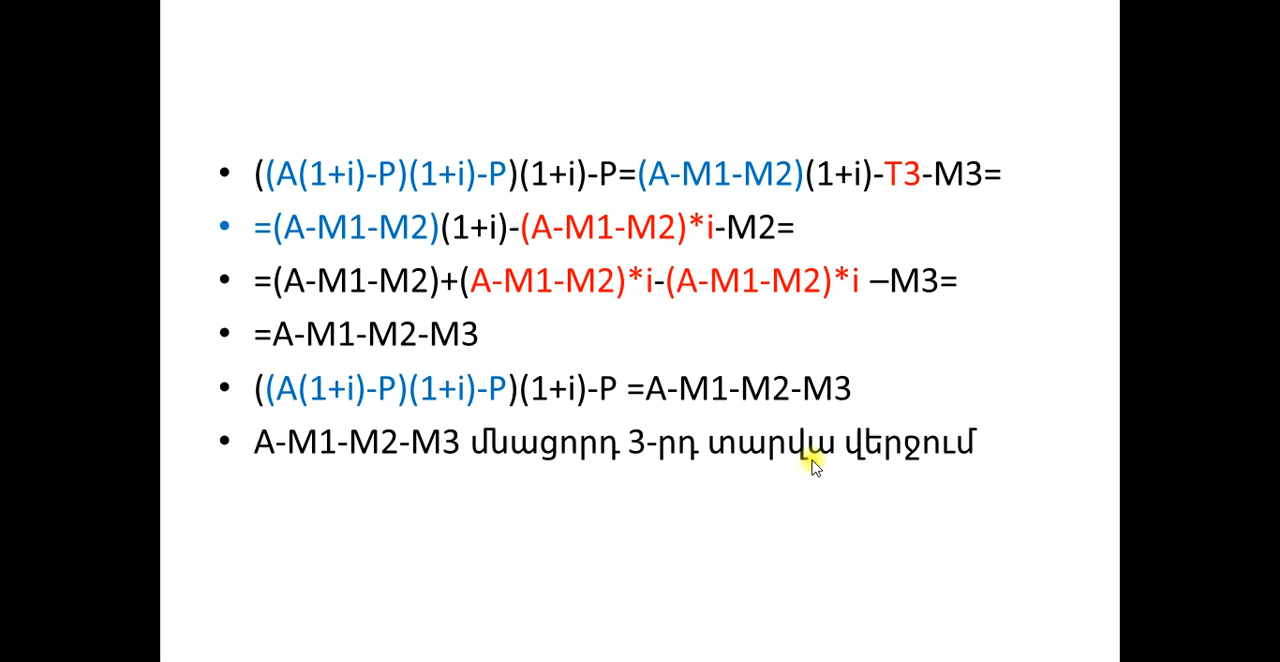 • ((A(1+i)-P)(1+i)-P)(1+i)-P=(A-M1-M2)(1+i)-T3-M3=
• =(A-M1-M2)(1+i)-(A-M1-M2)*i-M2=
• =(A-M1-M2)+(A-M1-M2)*i-(A-M1-M2)*i –M3=
• =A-M1-M2-M3
• ((A(1+i)-P)(1+i)-P)(1+i)-P =A-M1-M2-M3
• A-M1-M2-M3 մնացորդ 3-րդ տարվա վերջում